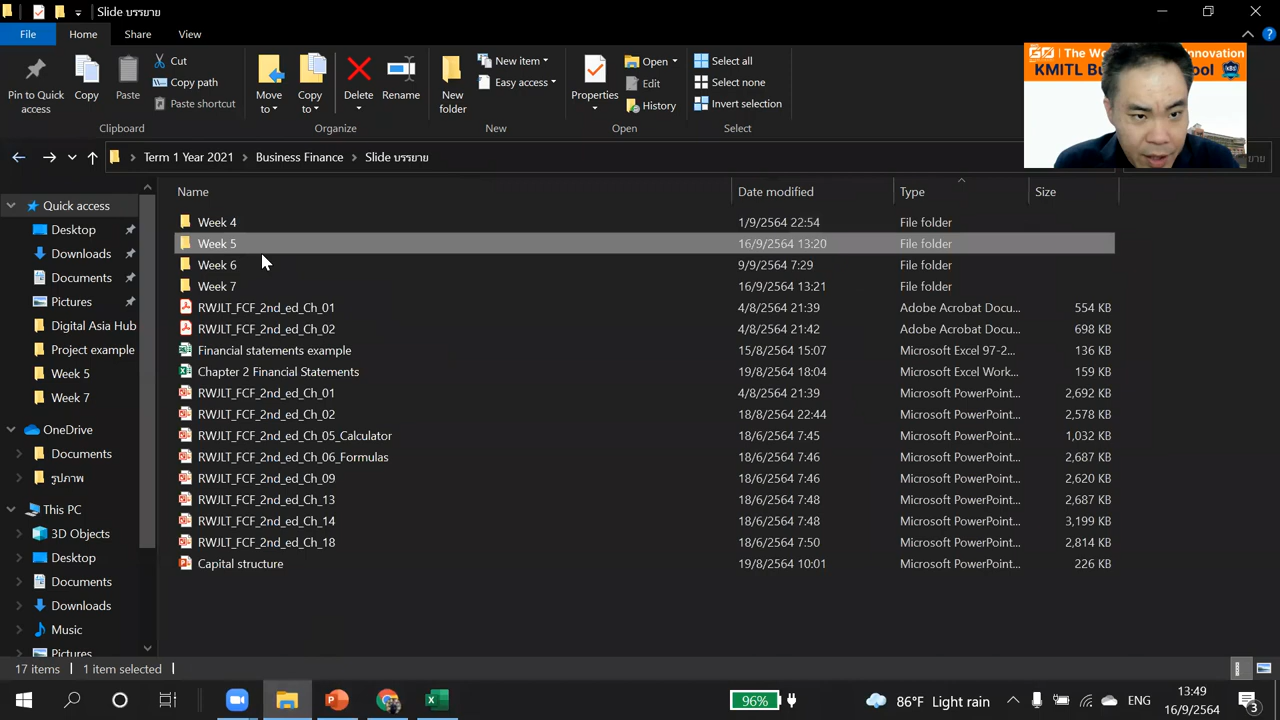 Slide บรรยาย
File
Home
Share
View
Pin to Quick access
Copy
Paste
Cut
Copy path
Paste shortcut
Clipboard
Move to
Copy to
Delete
Rename
Organize
New folder
New item
Easy access
New
Properties
Open
Edit
History
Open
Select all
Select none
Invert selection
Select
GO | The Wo
nnovation
KMITL Bu
ool
Term 1 Year 2021 > Business Finance > Slide บรรยาย
Name Date modified Type Size
Quick access
Desktop
Downloads
Documents
Pictures
Digital Asia Hub
Project example
Week 5
Week 7
OneDrive
Documents
รูปภาพ
This PC
3D Objects
Desktop
Documents
Downloads
Music
Pictures
Week 4 1/9/2564 22:54 File folder
Week 5 16/9/2564 13:20 File folder
Week 6 9/9/2564 7:29 File folder
Week 7 16/9/2564 13:21 File folder
RWJLT_FCF_2nd_ed_Ch_01 4/8/2564 21:39 Adobe Acrobat Docu... 554 KB
RWJLT_FCF_2nd_ed_Ch_02 4/8/2564 21:42 Adobe Acrobat Docu... 698 KB
Financial statements example 15/8/2564 15:07 Microsoft Excel 97-2... 136 KB
Chapter 2 Financial Statements 19/8/2564 18:04 Microsoft Excel Work... 159 KB
RWJLT_FCF_2nd_ed_Ch_01 4/8/2564 21:39 Microsoft PowerPoint... 2,692 KB
RWJLT_FCF_2nd_ed_Ch_02 18/8/2564 22:44 Microsoft PowerPoint... 2,578 KB
RWJLT_FCF_2nd_ed_Ch_05_Calculator 18/6/2564 7:45 Microsoft PowerPoint... 1,032 KB
RWJLT_FCF_2nd_ed_Ch_06_Formulas 18/6/2564 7:46 Microsoft PowerPoint... 2,687 KB
RWJLT_FCF_2nd_ed_Ch_09 18/6/2564 7:46 Microsoft PowerPoint... 2,620 KB
RWJLT_FCF_2nd_ed_Ch_13 18/6/2564 7:48 Microsoft PowerPoint... 2,687 KB
RWJLT_FCF_2nd_ed_Ch_14 18/6/2564 7:48 Microsoft PowerPoint... 3,199 KB
RWJLT_FCF_2nd_ed_Ch_18 18/6/2564 7:50 Microsoft PowerPoint... 2,814 KB
Capital structure 19/8/2564 10:01 Microsoft PowerPoint... 226 KB
17 items 1 item selected
96%
86°F Light rain
ENG
13:49
16/9/2564
3